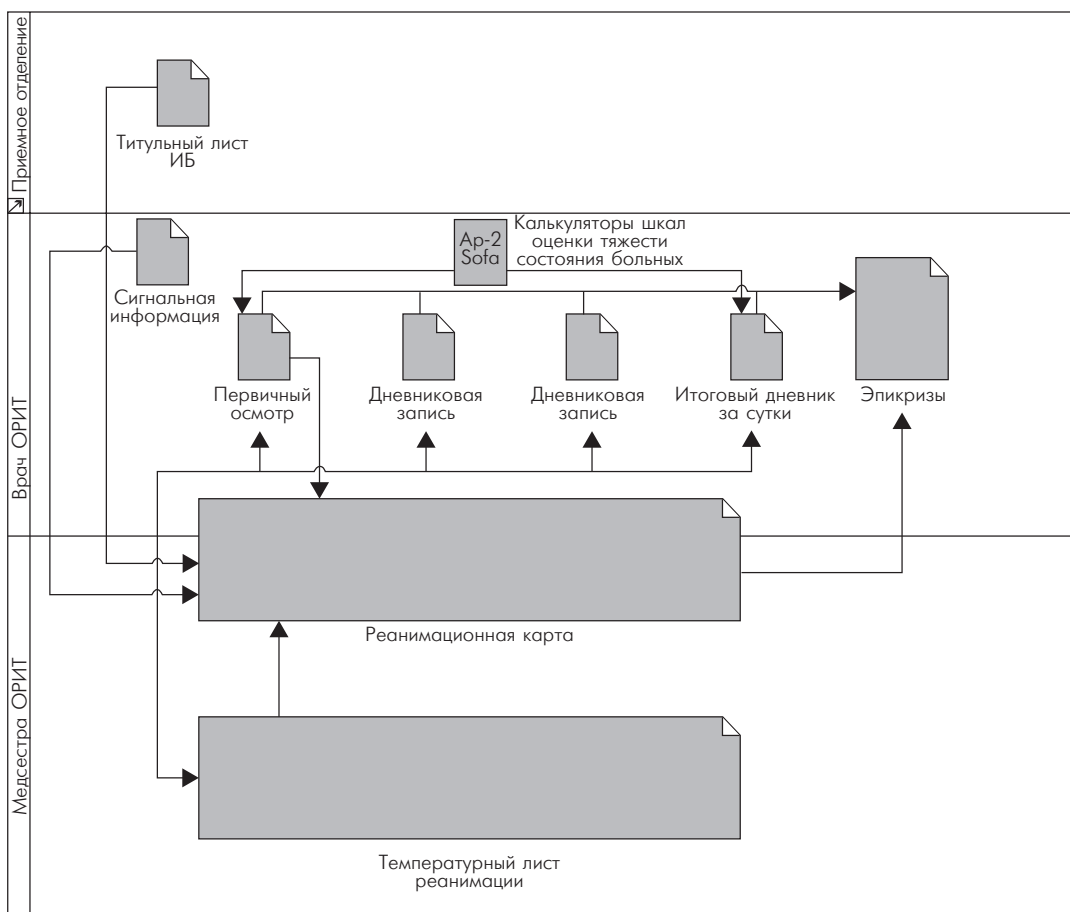 Приемное отделение
Титульный лист
ИБ
Врач ОРИТ
Сигнальная
информация
Ap-2
Sofa
Калькуляторы шкал
оценки тяжести
состояния больных
Первичный
осмотр
Дневниковая
запись
Дневниковая
запись
Итоговый дневник
за сутки
Эпикризы
Медсестра ОРИТ
Реанимационная карта
Температурный лист
реанимации